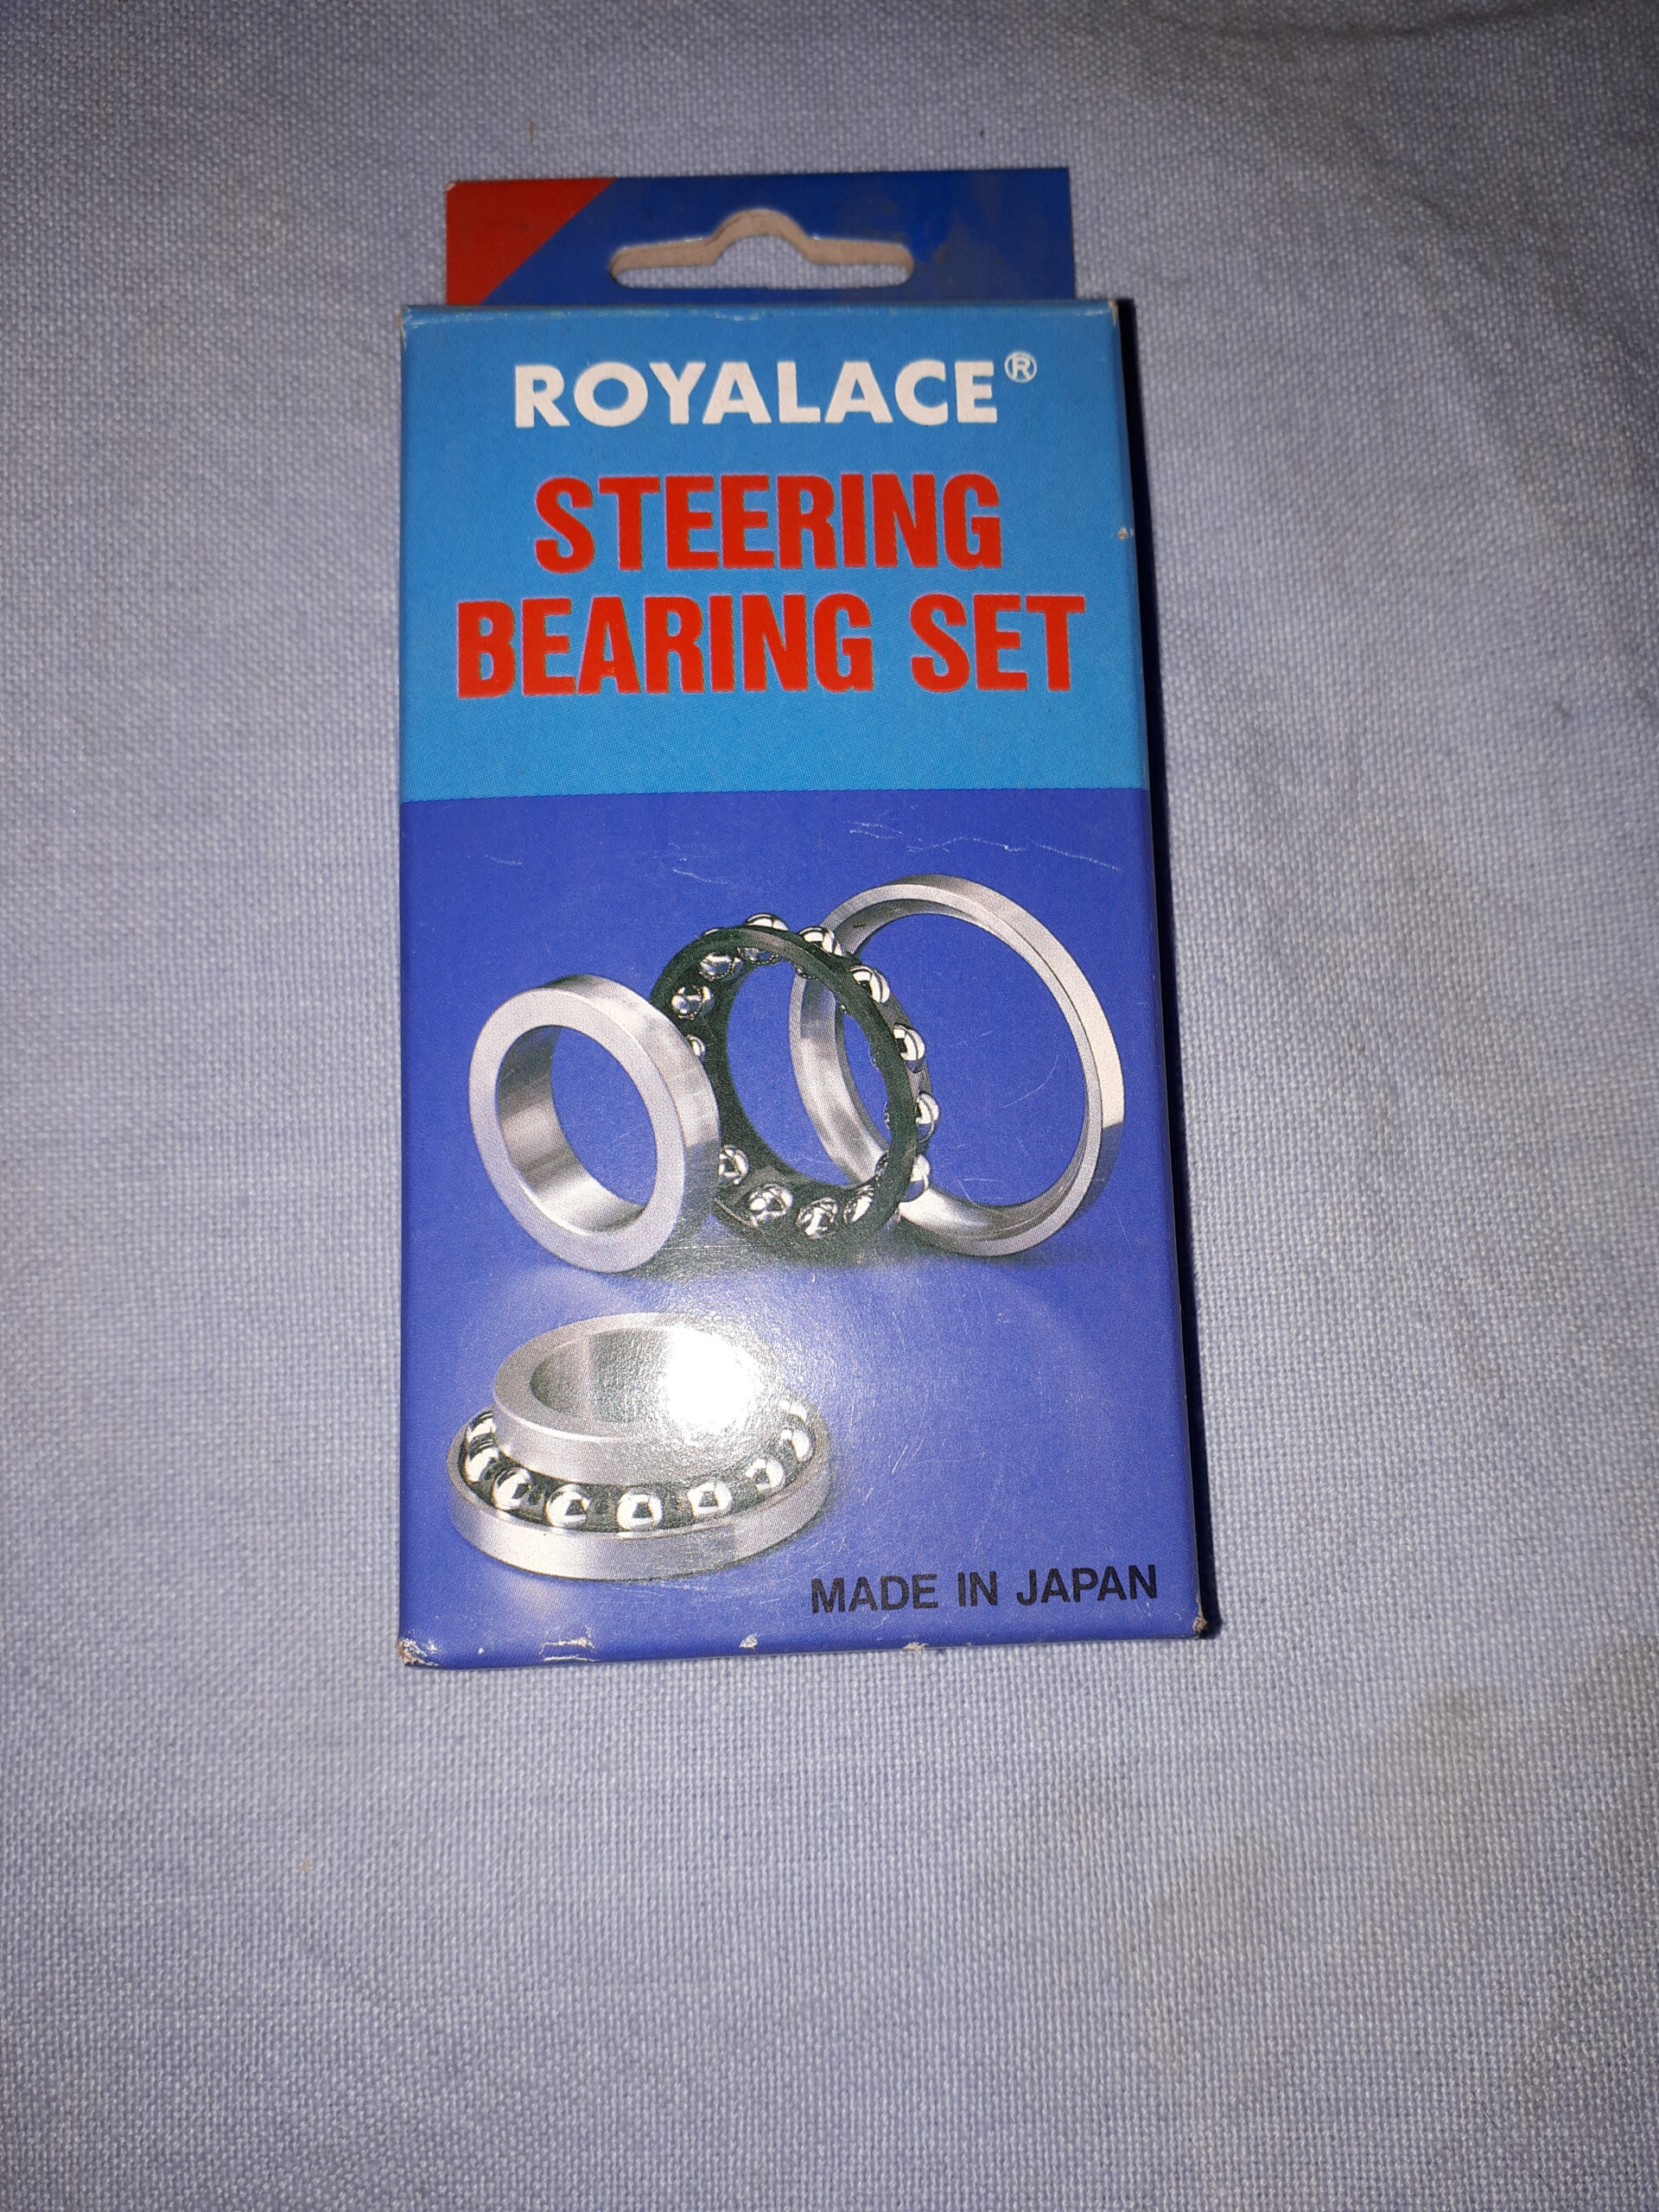 ROYALACE®
STEERING
BEARING SET
MADE IN JAPAN